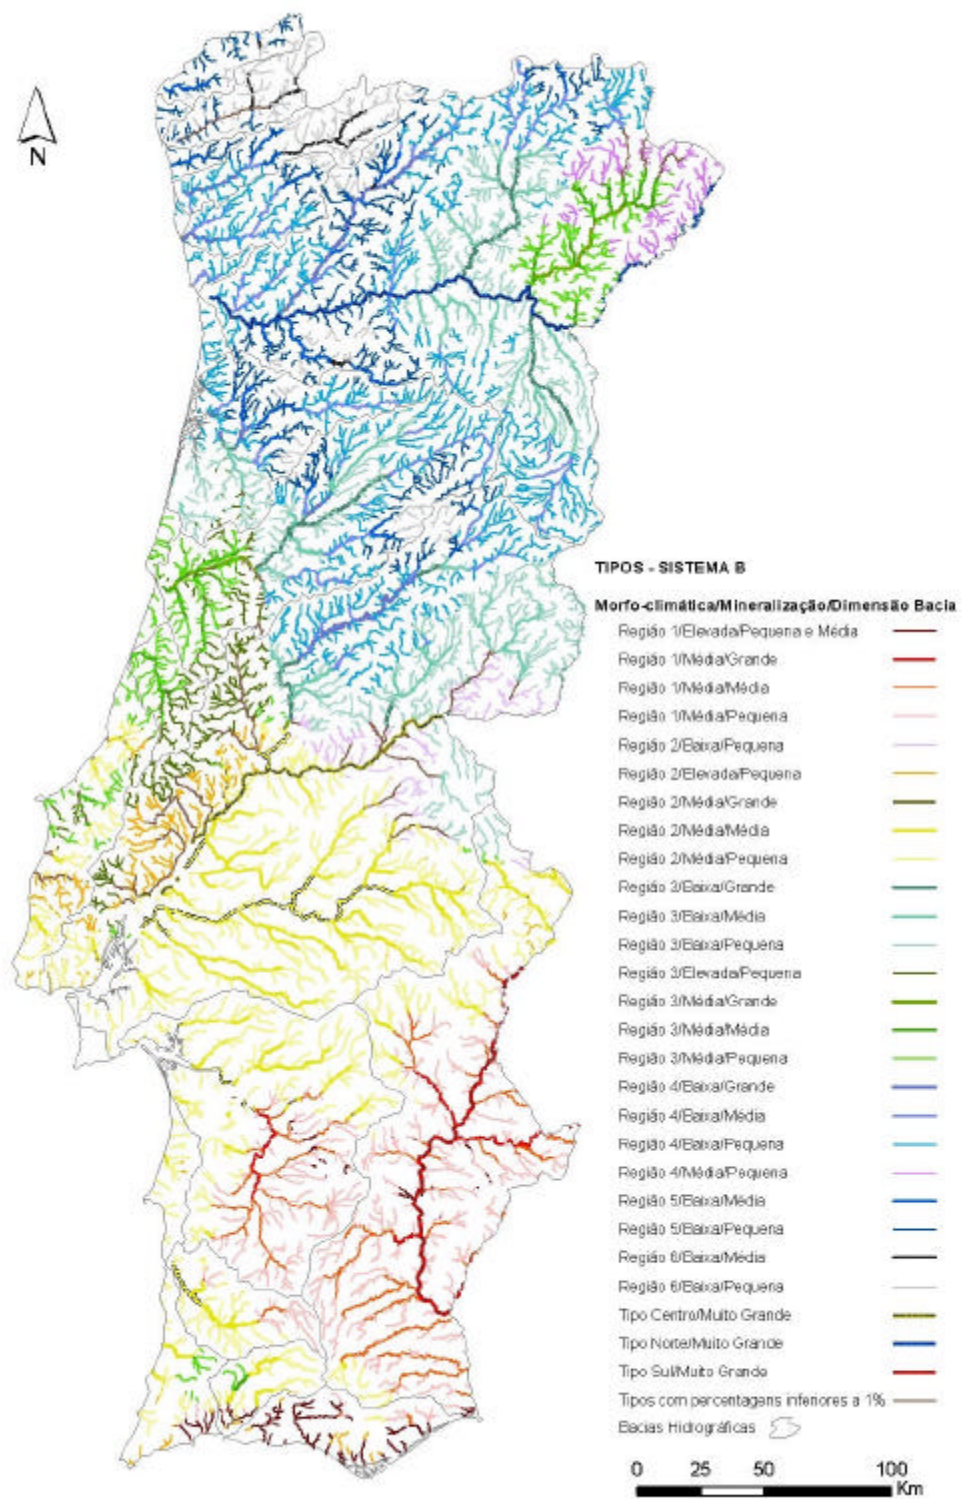 N
TIPOS - SISTEMA B
Morfo-climática/Mineralização/Dimensão Bacia
Região 1/Elevada/Pequena e Média
Região 1/Média/Grande
Região 1/Média/Média
Região 1/Média/Pequena
Região 2/Baixa/Pequena
Região 2/Elevada/Pequena
Região 2/Média/Grande
Região 2/Média/Média
Região 2/Média/Pequena
Região 3/Baixa/Grande
Região 3/Baixa/Média
Região 3/Baixa/Pequena
Região 3/Elevada/Pequena
Região 3/Média/Grande
Região 3/Média/Média
Região 3/Média/Pequena
Região 4/Baixa/Grande
Região 4/Baixa/Média
Região 4/Baixa/Pequena
Região 4/Média/Pequena
Região 5/Baixa/Média
Região 5/Baixa/Pequena
Região 6/Baixa/Média
Região 6/Baixa/Pequena
Tipo Centro/Muito Grande
Tipo Norte/Muito Grande
Tipo Sul/Muito Grande
Tipos com percentagens inferiores a 1%
Bacias Hidrográficas
0 25 50 100
Km